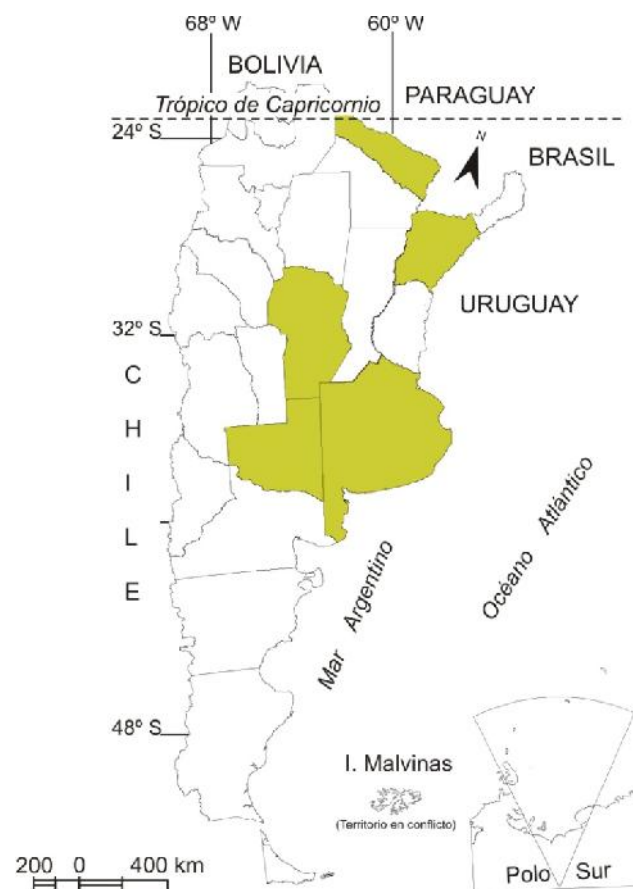 68º W
60º W
BOLIVIA
Trópico de Capricornio
PARAGUAY
24º S
N
BRASIL
URUGUAY
32º S
C
H
I
L
E
Mar Argentino
Océano Atlántico
48º S
I. Malvinas
(Territorio en conflicto)
200 0 400 km
Polo Sur